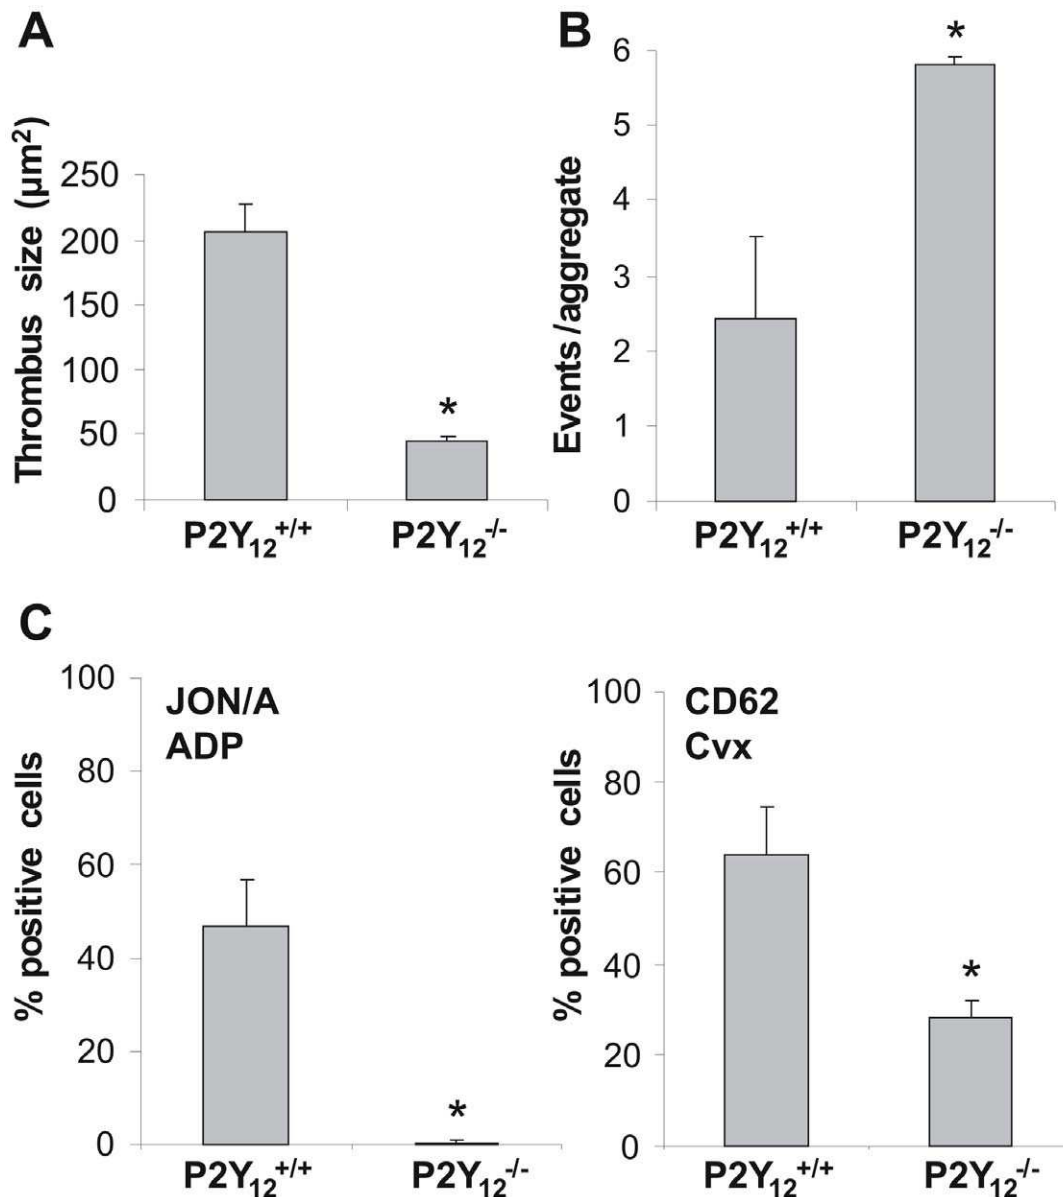 A
Thrombus size (µm²)
250
200
150
100
50
0
*
P2Y₁₂⁺/⁺
P2Y₁₂⁻/⁻
B
Events/aggregate
6
5
4
3
2
1
0
*
P2Y₁₂⁺/⁺
P2Y₁₂⁻/⁻
C
% positive cells
100
80
60
40
20
0
JON/A
ADP
*
P2Y₁₂⁺/⁺
P2Y₁₂⁻/⁻
% positive cells
100
80
60
40
20
0
CD62
Cvx
*
P2Y₁₂⁺/⁺
P2Y₁₂⁻/⁻